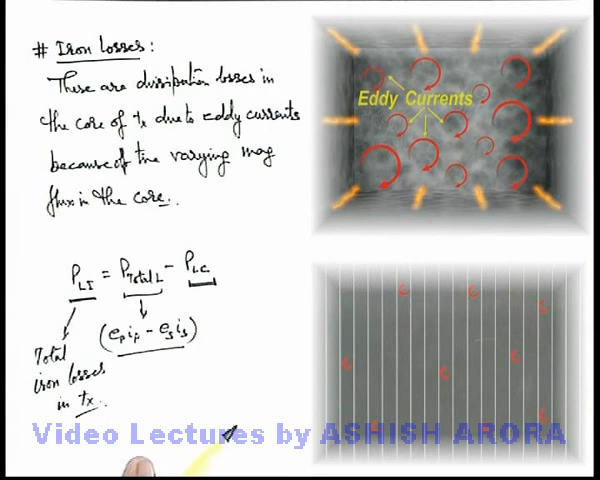 # Iron losses :
These are dissipation losses in
the core of tx due to eddy currents
because of time varying mag
flux in the core.
P_LI = P_Total L - P_LC
(e_p i_p - e_s i_s)
Total
iron losses
in tx.
Eddy Currents
Video Lectures by ASHISH ARORA